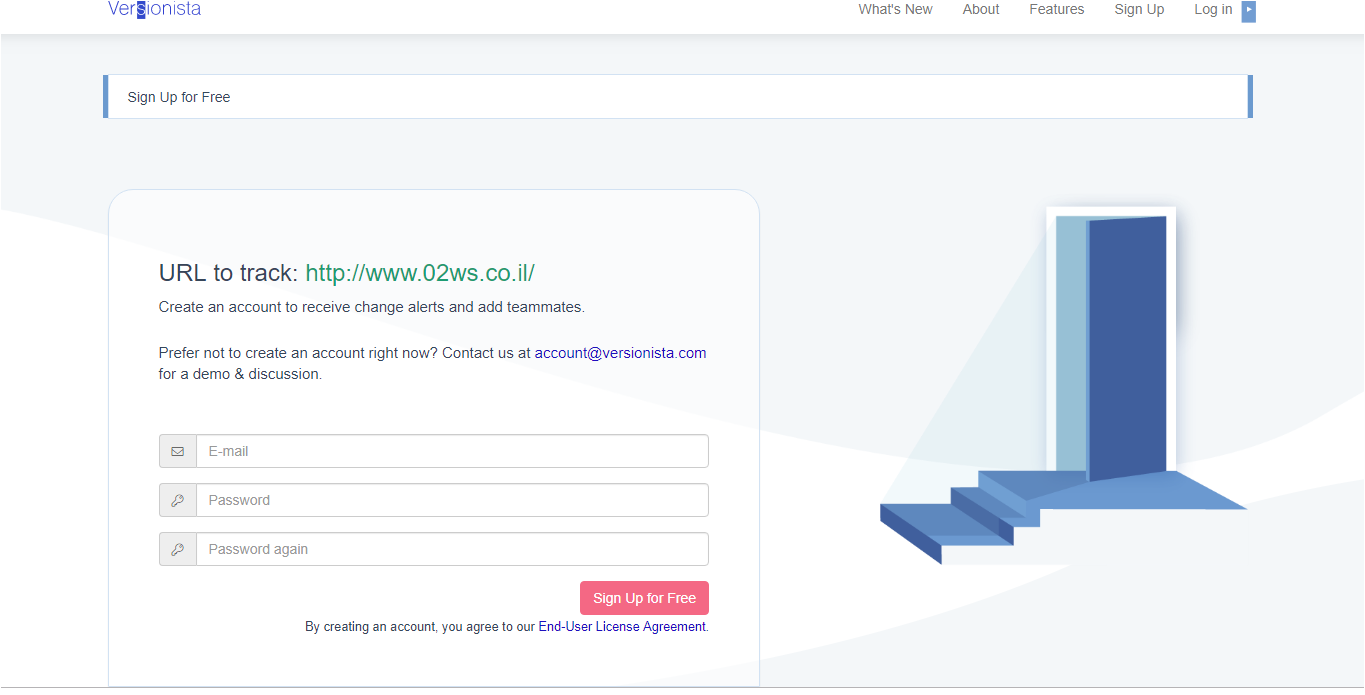 Versionista
What's New
About
Features
Sign Up
Log in
Sign Up for Free
URL to track: http://www.02ws.co.il/
Create an account to receive change alerts and add teammates.
Prefer not to create an account right now? Contact us at account@versionista.com
for a demo & discussion.
E-mail
Password
Password again
Sign Up for Free
By creating an account, you agree to our End-User License Agreement.